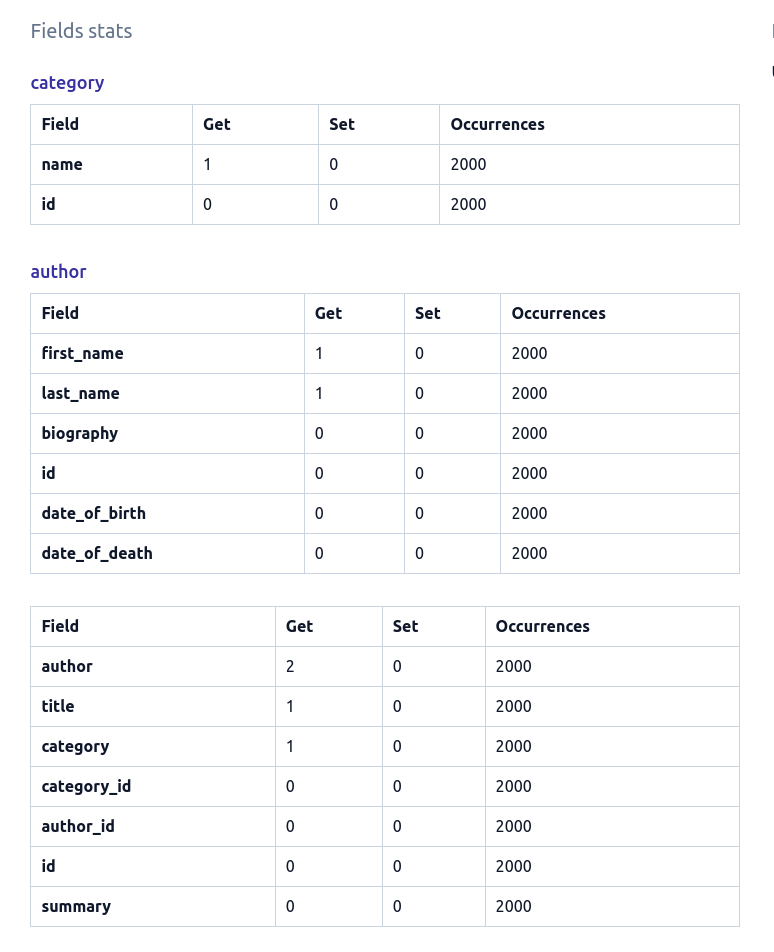 Fields stats
category
Field Get Set Occurrences
name 1 0 2000
id 0 0 2000
author
Field Get Set Occurrences
first_name 1 0 2000
last_name 1 0 2000
biography 0 0 2000
id 0 0 2000
date_of_birth 0 0 2000
date_of_death 0 0 2000
Field Get Set Occurrences
author 2 0 2000
title 1 0 2000
category 1 0 2000
category_id 0 0 2000
author_id 0 0 2000
id 0 0 2000
summary 0 0 2000